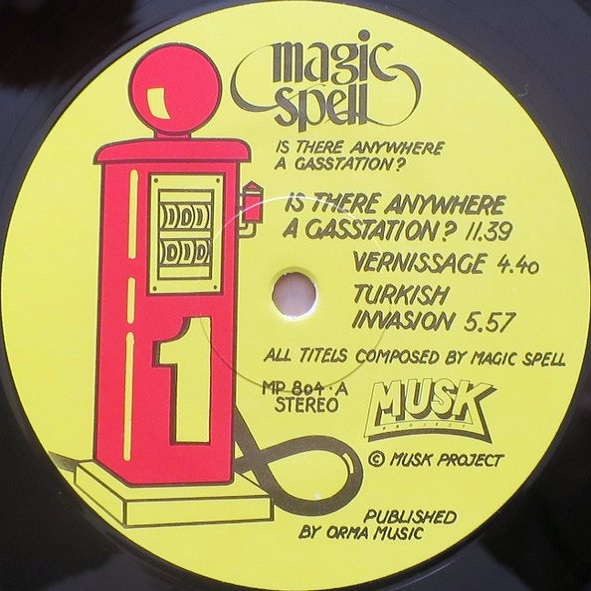 magic
spell
IS THERE ANYWHERE
A GASSTATION?
IS THERE ANYWHERE
A GASSTATION? 11.39
VERNISSAGE 4.40
TURKISH
INVASION 5.57
ALL TITELS COMPOSED BY MAGIC SPELL
MP 804·A
STEREO
MUSK
PROJECT
© MUSK PROJECT
PUBLISHED
BY ORMA MUSIC
1